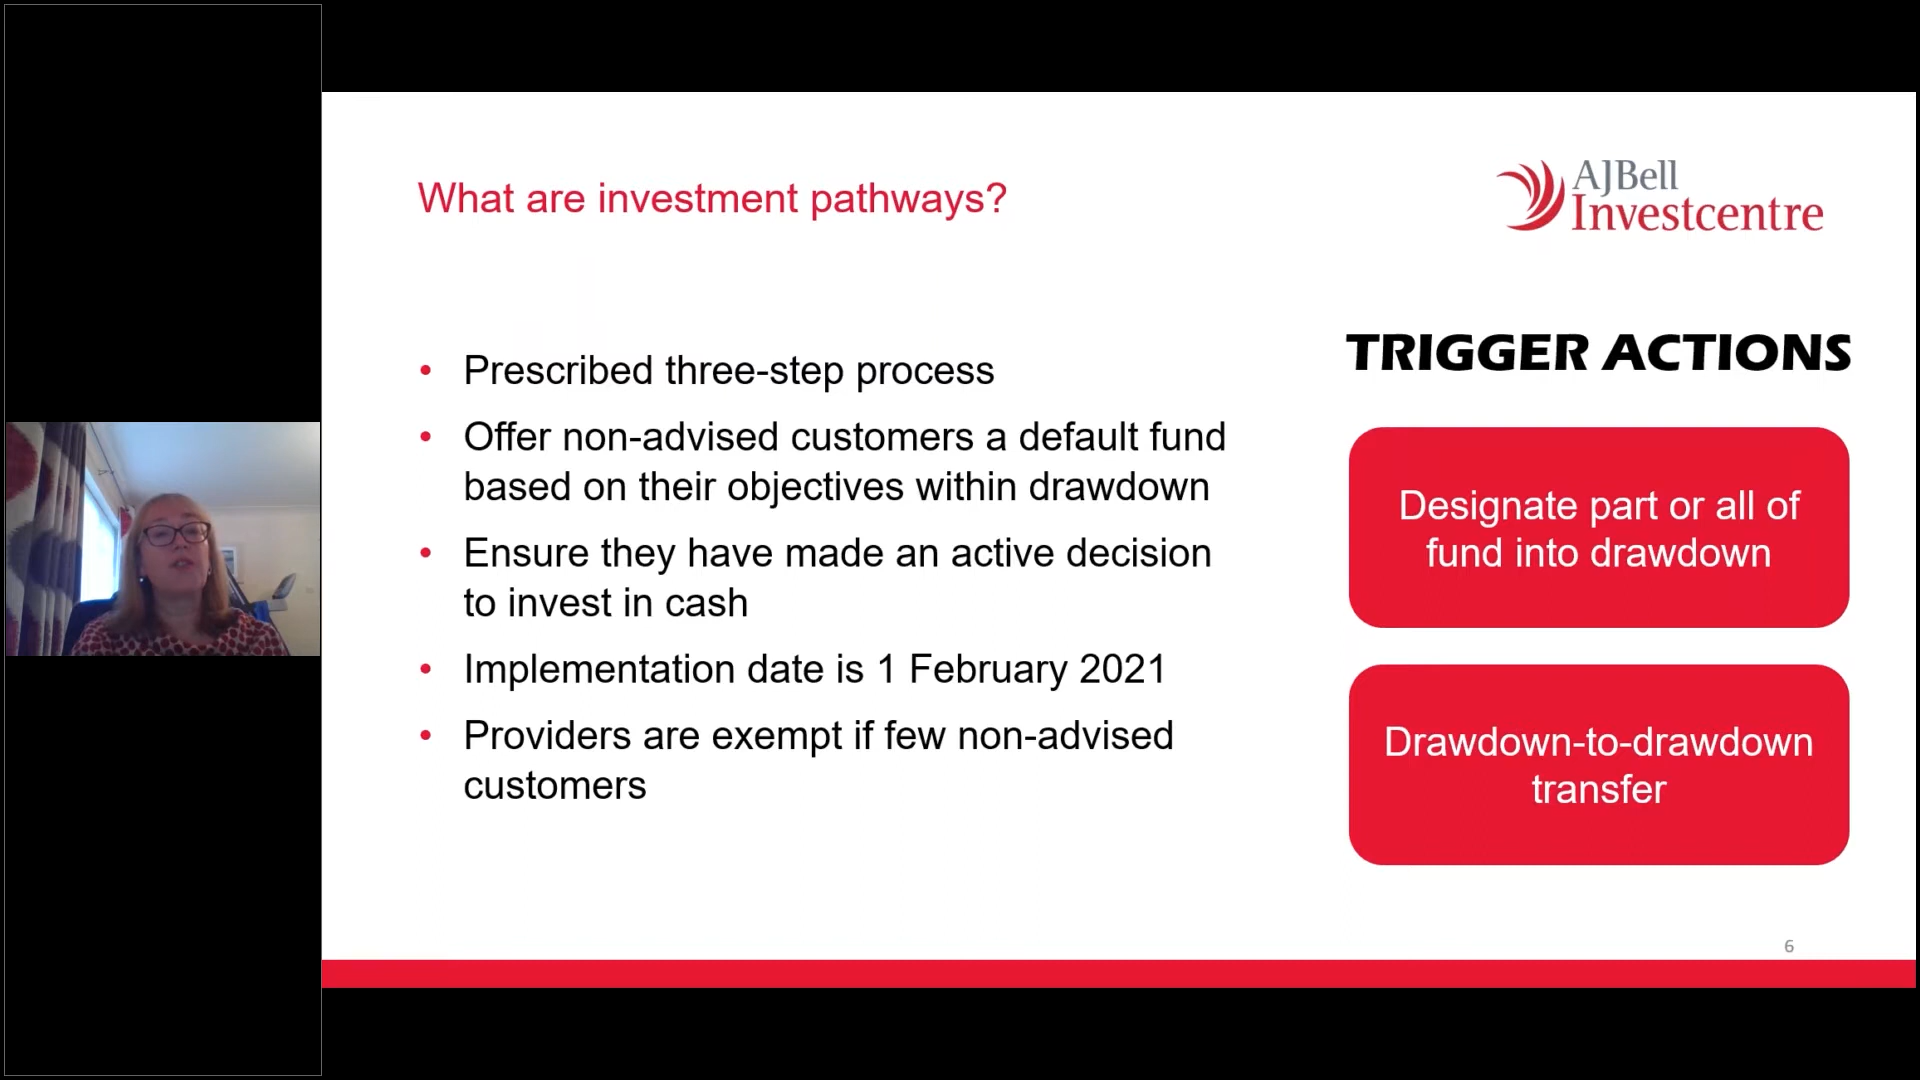 What are investment pathways?
AJBell
Investcentre
• Prescribed three-step process
• Offer non-advised customers a default fund
based on their objectives within drawdown
• Ensure they have made an active decision
to invest in cash
• Implementation date is 1 February 2021
• Providers are exempt if few non-advised
customers
TRIGGER ACTIONS
Designate part or all of
fund into drawdown
Drawdown-to-drawdown
transfer
6